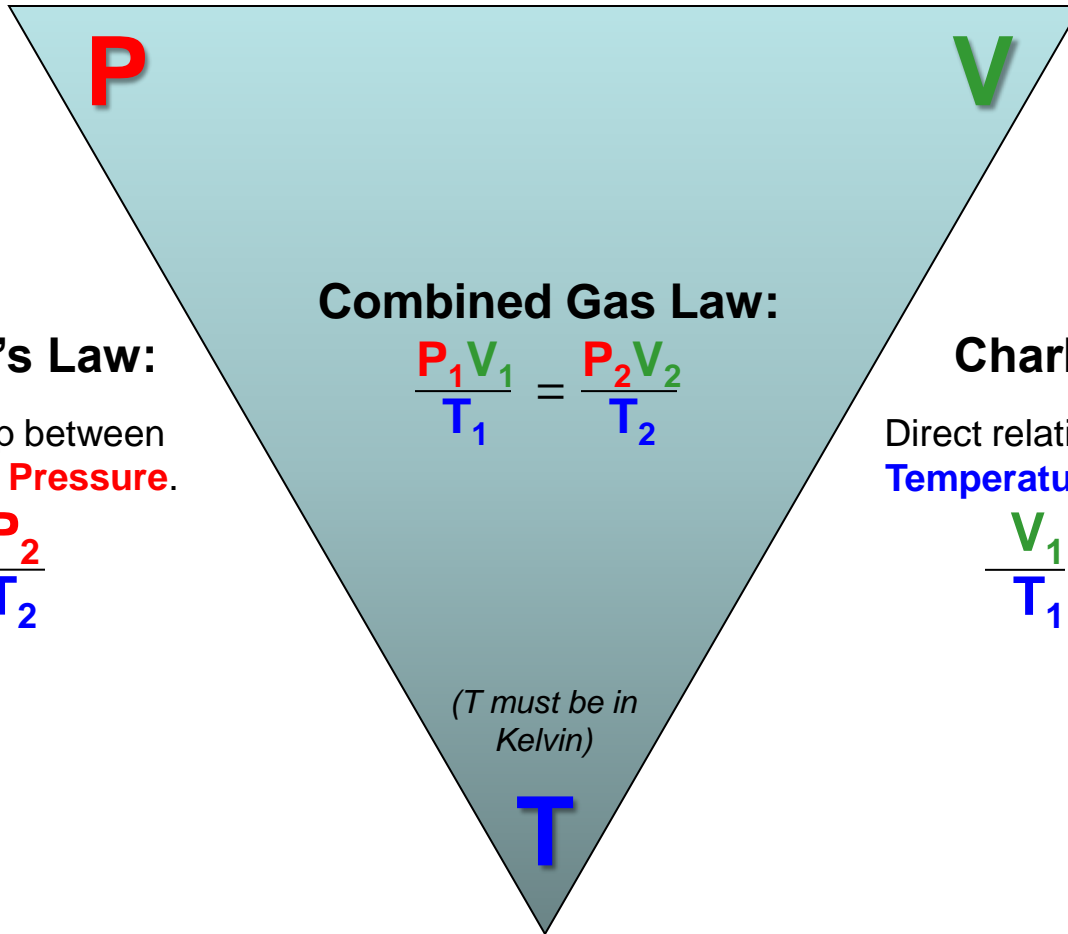 P
V
Combined Gas Law:
P₁V₁ / T₁ = P₂V₂ / T₂
's Law:
between
Pressure.
P₂
T₂
Charl
Direct relati
Temperatu
V₁
T₁
(T must be in
Kelvin)
T